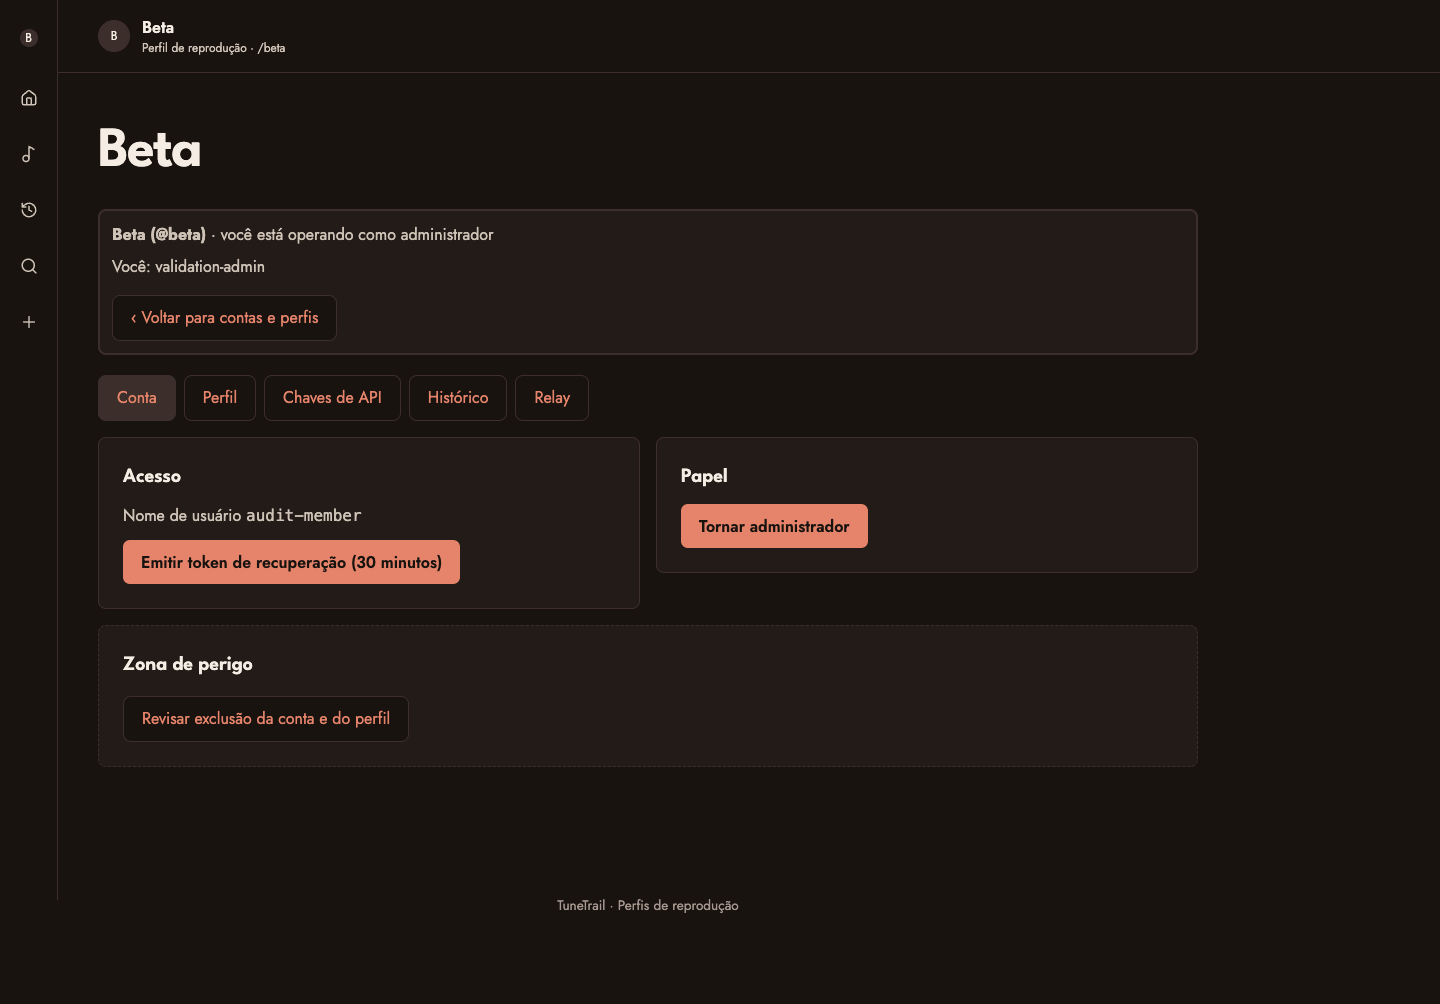 B
B
Beta
Perfil de reprodução · /beta
Beta
Beta (@beta) · você está operando como administrador
Você: validation-admin
‹ Voltar para contas e perfis
Conta
Perfil
Chaves de API
Histórico
Relay
Acesso
Nome de usuário audit-member
Emitir token de recuperação (30 minutos)
Papel
Tornar administrador
Zona de perigo
Revisar exclusão da conta e do perfil
TuneTrail · Perfis de reprodução